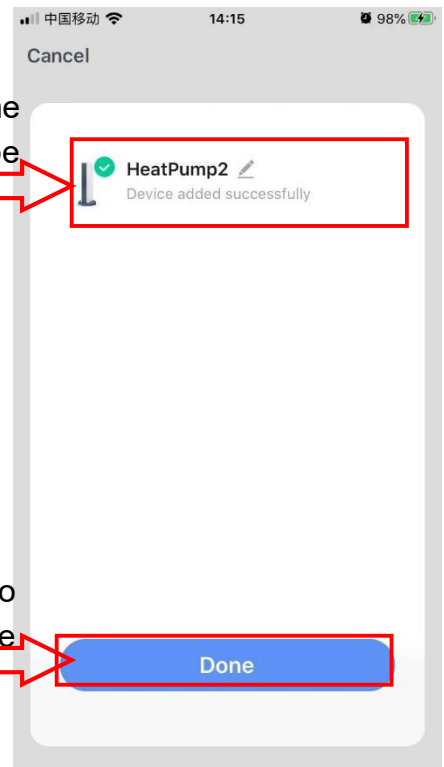 中国移动 14:15 98%
Cancel
HeatPump2
Device added successfully
Done